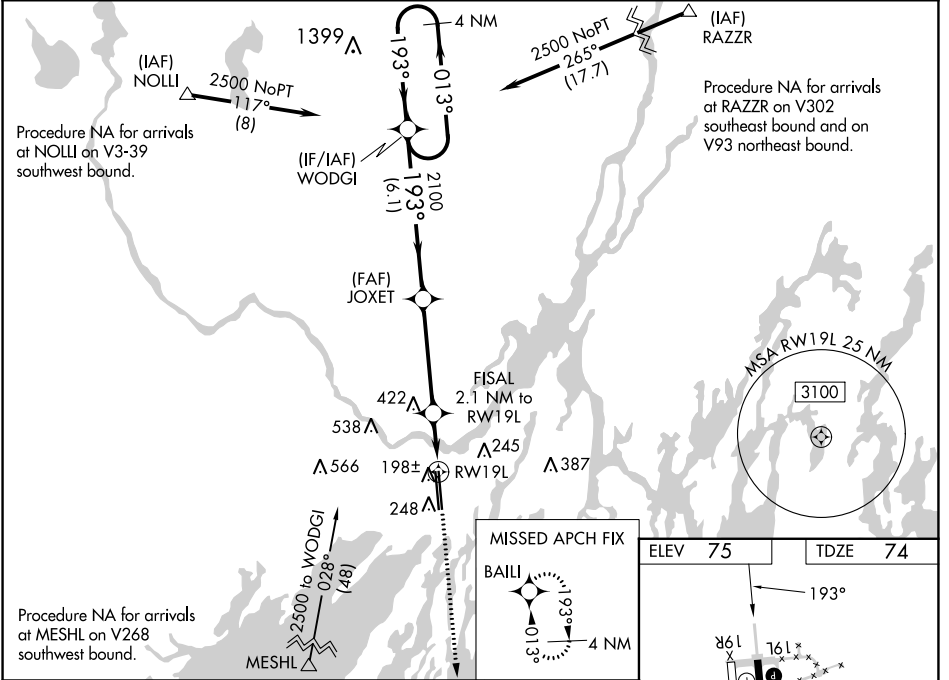 1399
4 NM
193°
013°
(IAF)
NOLLI
2500 NoPT
117°
(8)
Procedure NA for arrivals
at NOLLI on V3-39
southwest bound.
2500 NoPT
265°
(17.7)
(IAF)
RAZZR
Procedure NA for arrivals
at RAZZR on V302
southeast bound and on
V93 northeast bound.
(IF/IAF)
WODGI
2100
193°
(6.1)
(FAF)
JOXET
FISAL
2.1 NM to
RW19L
422
538
566
198±
RW19L
245
387
248
MSA RW19L 25 NM
3100
2500 to WODGI
028°
(48)
MESHL
Procedure NA for arrivals
at MESHL on V268
southwest bound.
MISSED APCH FIX
BAILI
193°
013°
4 NM
ELEV 75
TDZE 74
193°
19R
19L
P